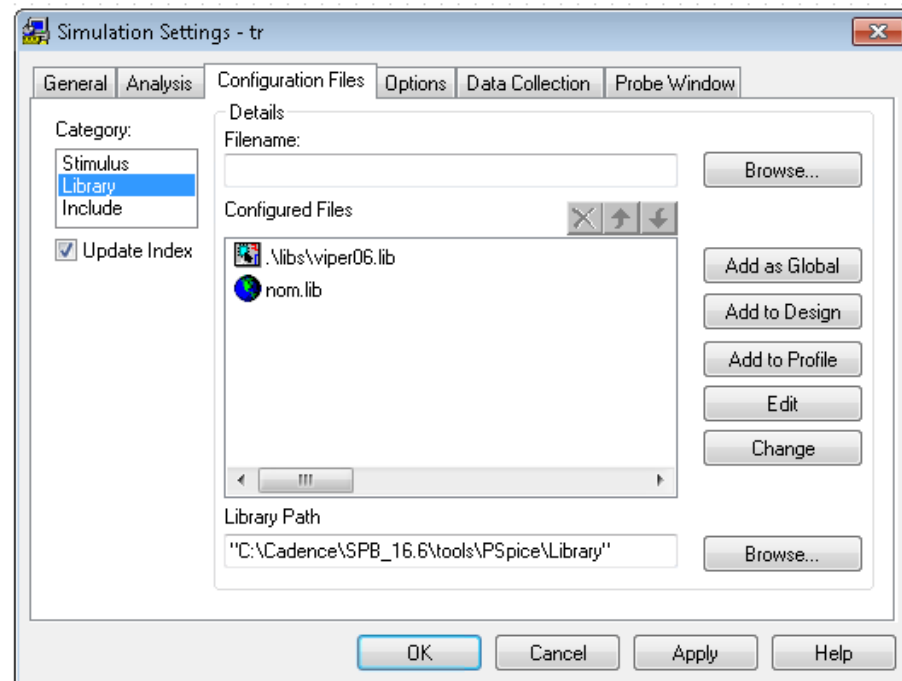 Simulation Settings - tr
General Analysis Configuration Files Options Data Collection Probe Window
Category:
Stimulus
Library
Include
Update Index
Details
Filename:
Browse...
Configured Files
.\libs\viper06.lib
nom.lib
Add as Global
Add to Design
Add to Profile
Edit
Change
Library Path
"C:\Cadence\SPB_16.6\tools\PSpice\Library"
Browse...
OK Cancel Apply Help